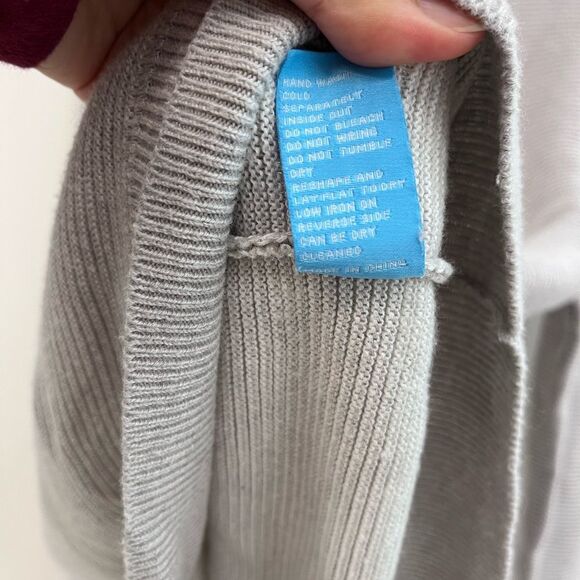 HAND WASH
COLD
SEPARATELY
INSIDE OUT
DO NOT BLEACH
DO NOT WRING
DO NOT TUMBLE
DRY
RESHAPE AND
LAY FLAT TO DRY
LOW IRON ON
REVERSE SIDE
CAN BE DRY
CLEANED
MADE IN CHINA